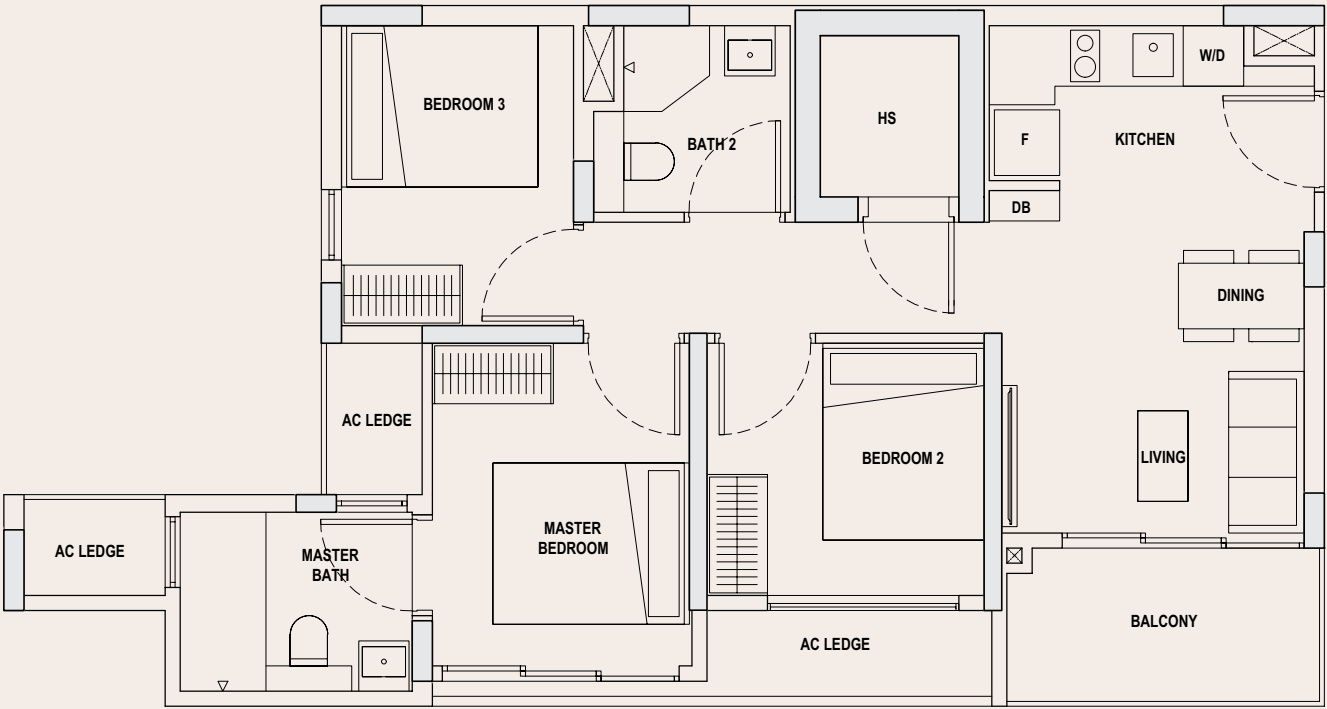 W/D
BEDROOM 3
HS
BATH 2
F
KITCHEN
DB
DINING
AC LEDGE
BEDROOM 2
LIVING
MASTER
BEDROOM
AC LEDGE
MASTER
BATH
BALCONY
AC LEDGE